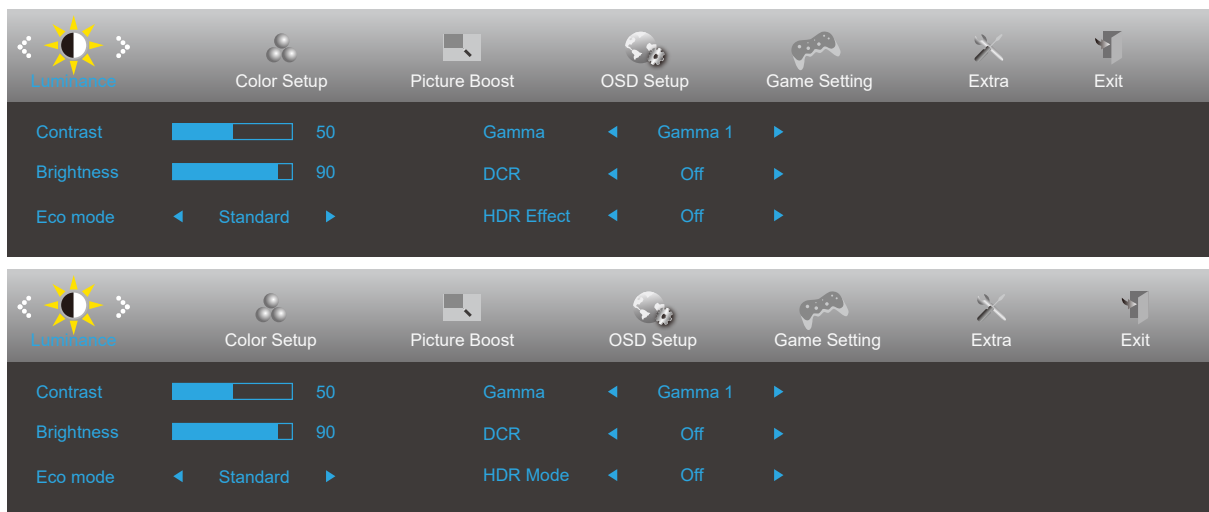 Luminance Color Setup Picture Boost OSD Setup Game Setting Extra Exit
Contrast 50 Gamma Gamma 1
Brightness 90 DCR Off
Eco mode Standard HDR Effect Off
Luminance Color Setup Picture Boost OSD Setup Game Setting Extra Exit
Contrast 50 Gamma Gamma 1
Brightness 90 DCR Off
Eco mode Standard HDR Mode Off